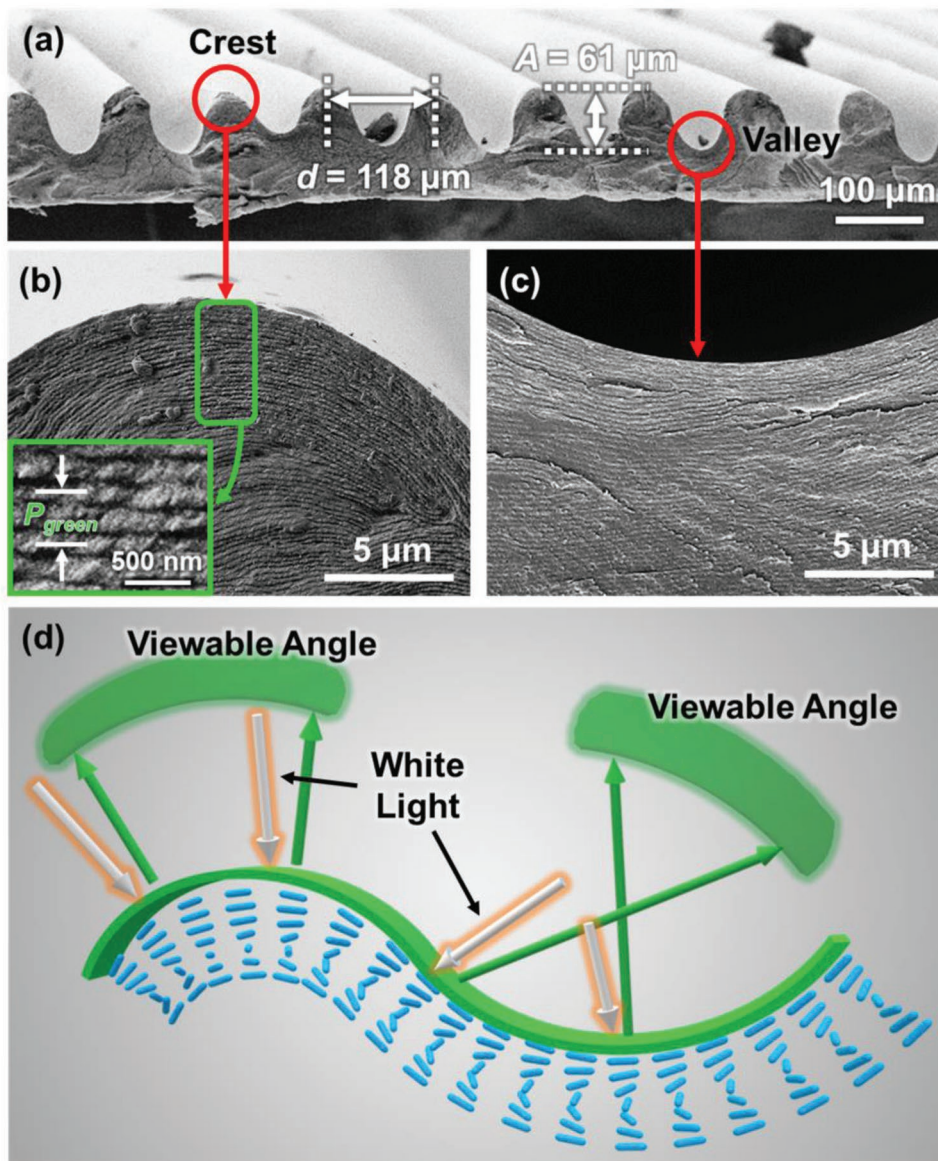 (a)
Crest
A = 61 μm
d = 118 μm
Valley
100 μm
(b)
(c)
Pgreen
500 nm
5 μm
5 μm
(d)
Viewable Angle
Viewable Angle
White
Light